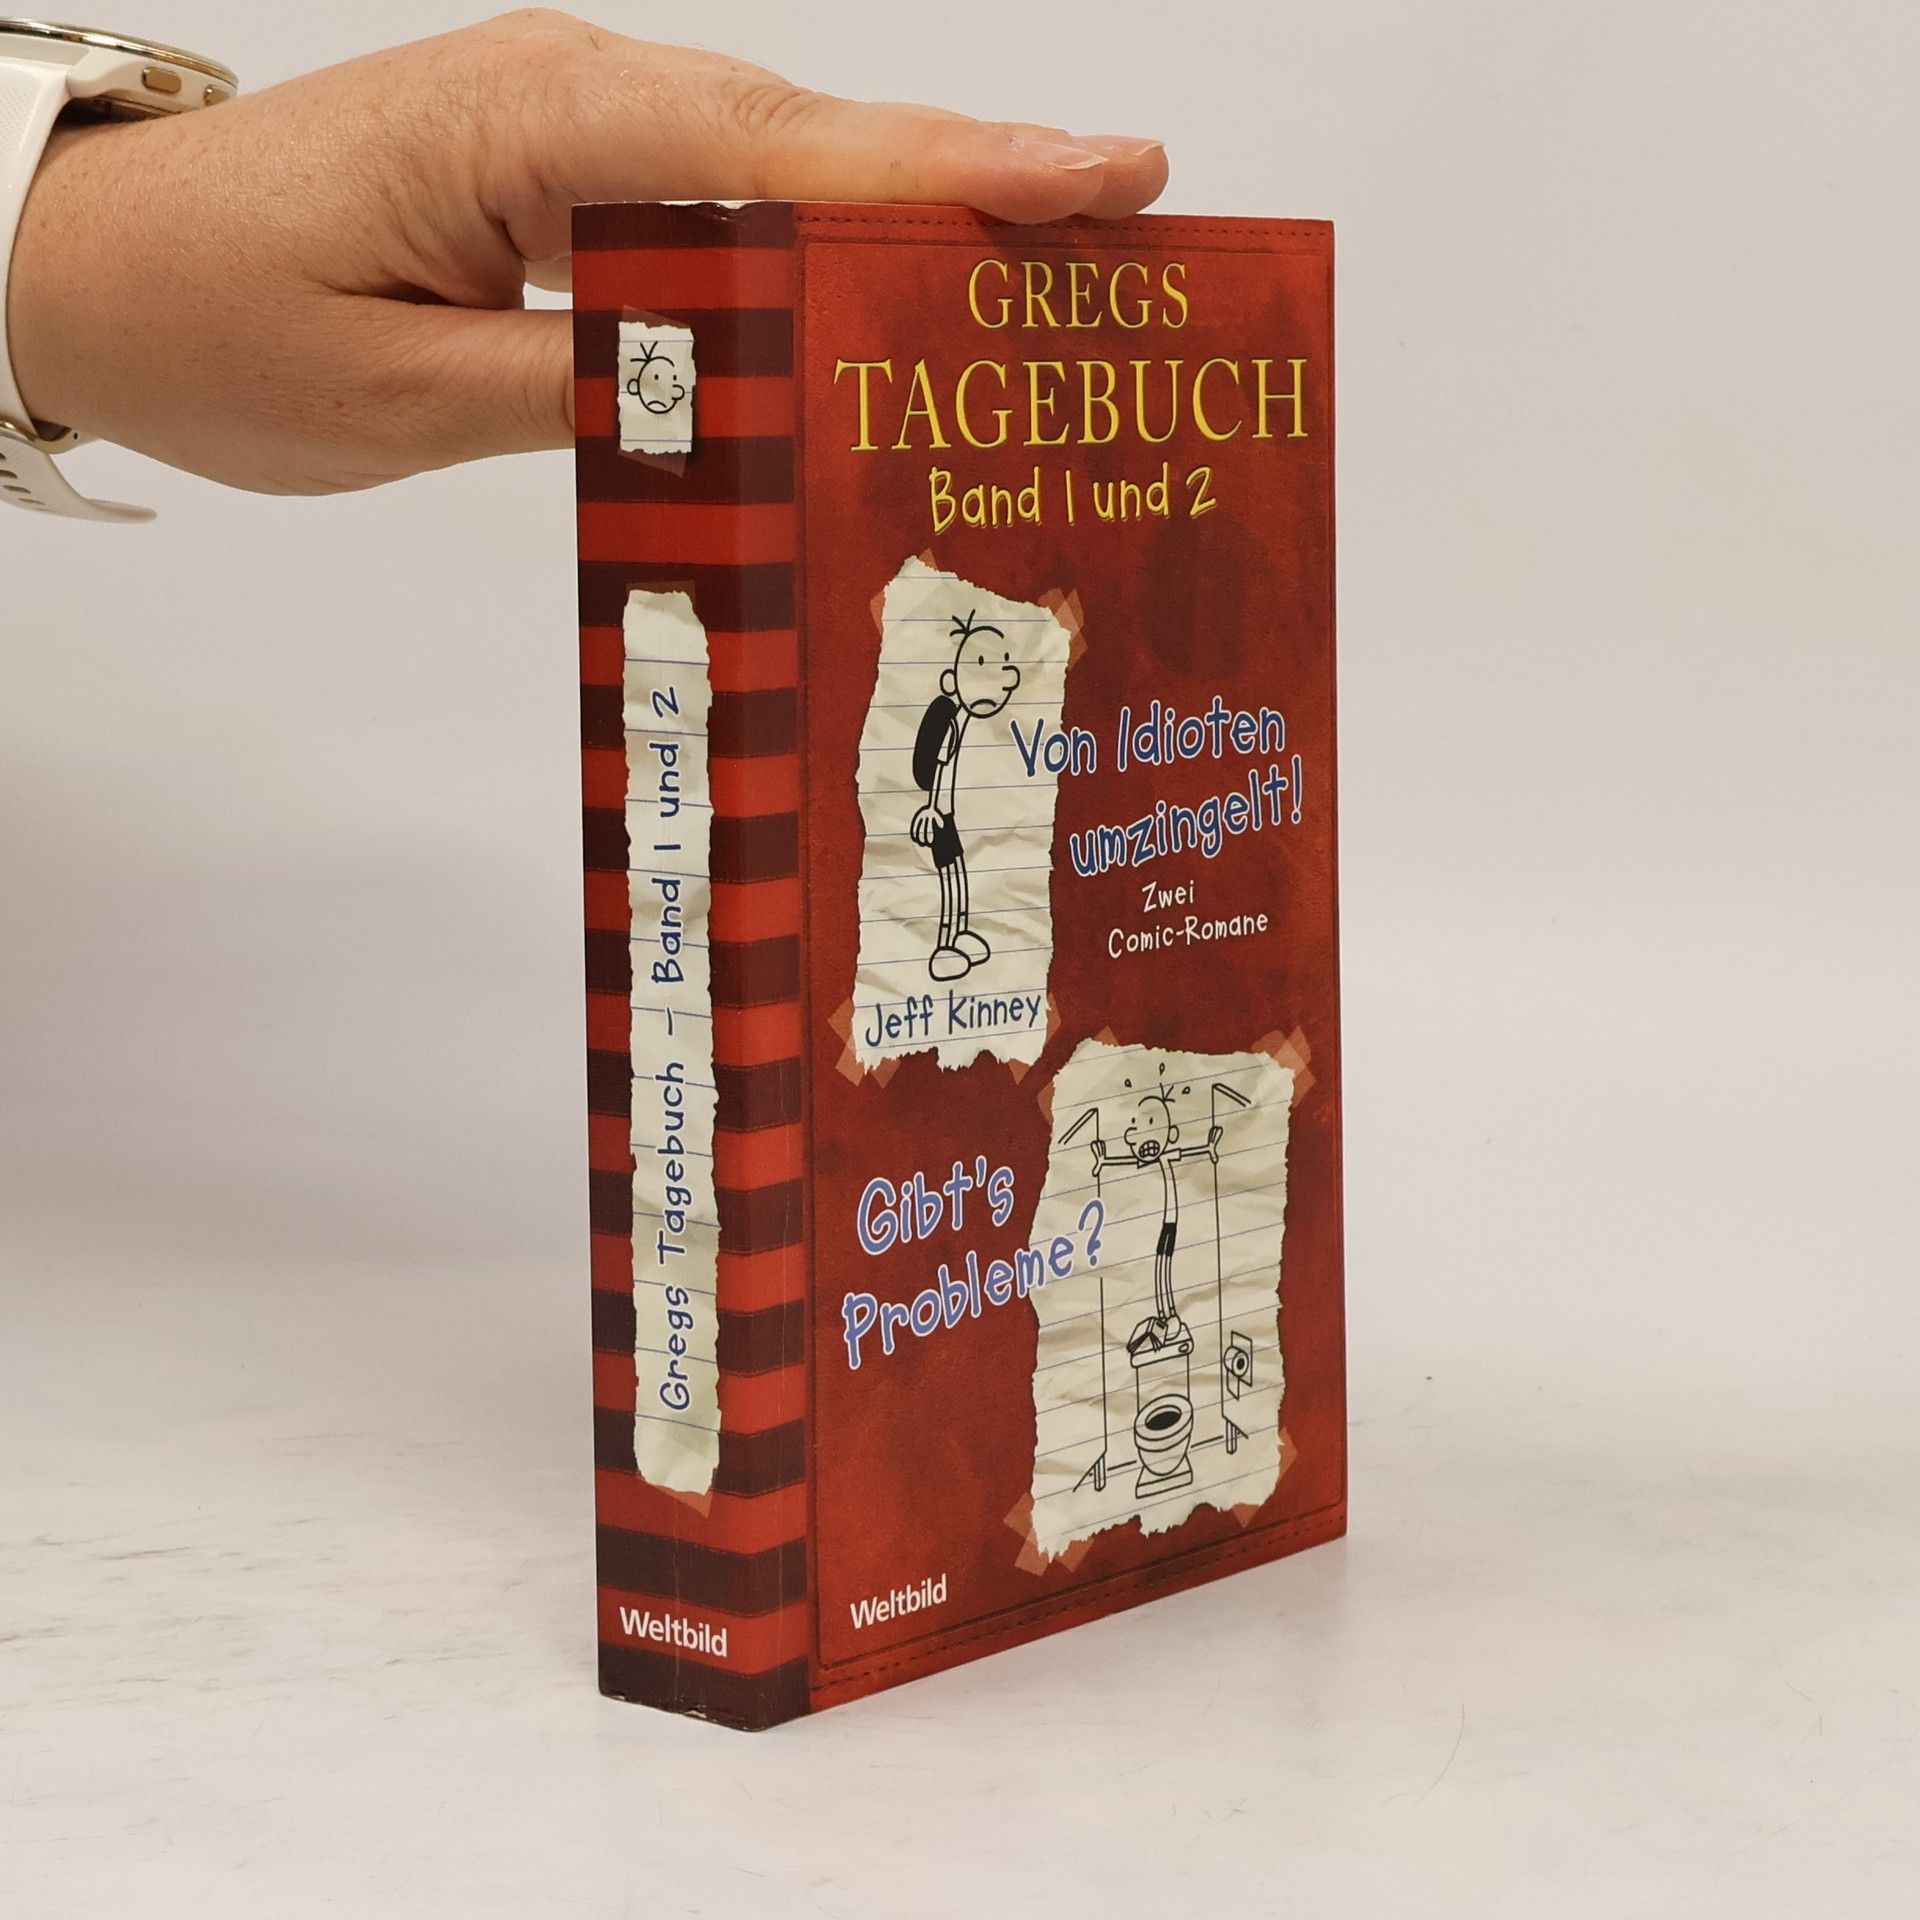 GREGS
TAGEBUCH
Band 1 und 2
Von Idioten
umzingelt!
Zwei
Comic-Romane
Jeff Kinney
Gibt's
Probleme?
Weltbild
Gregs Tagebuch – Band 1 und 2
Weltbild